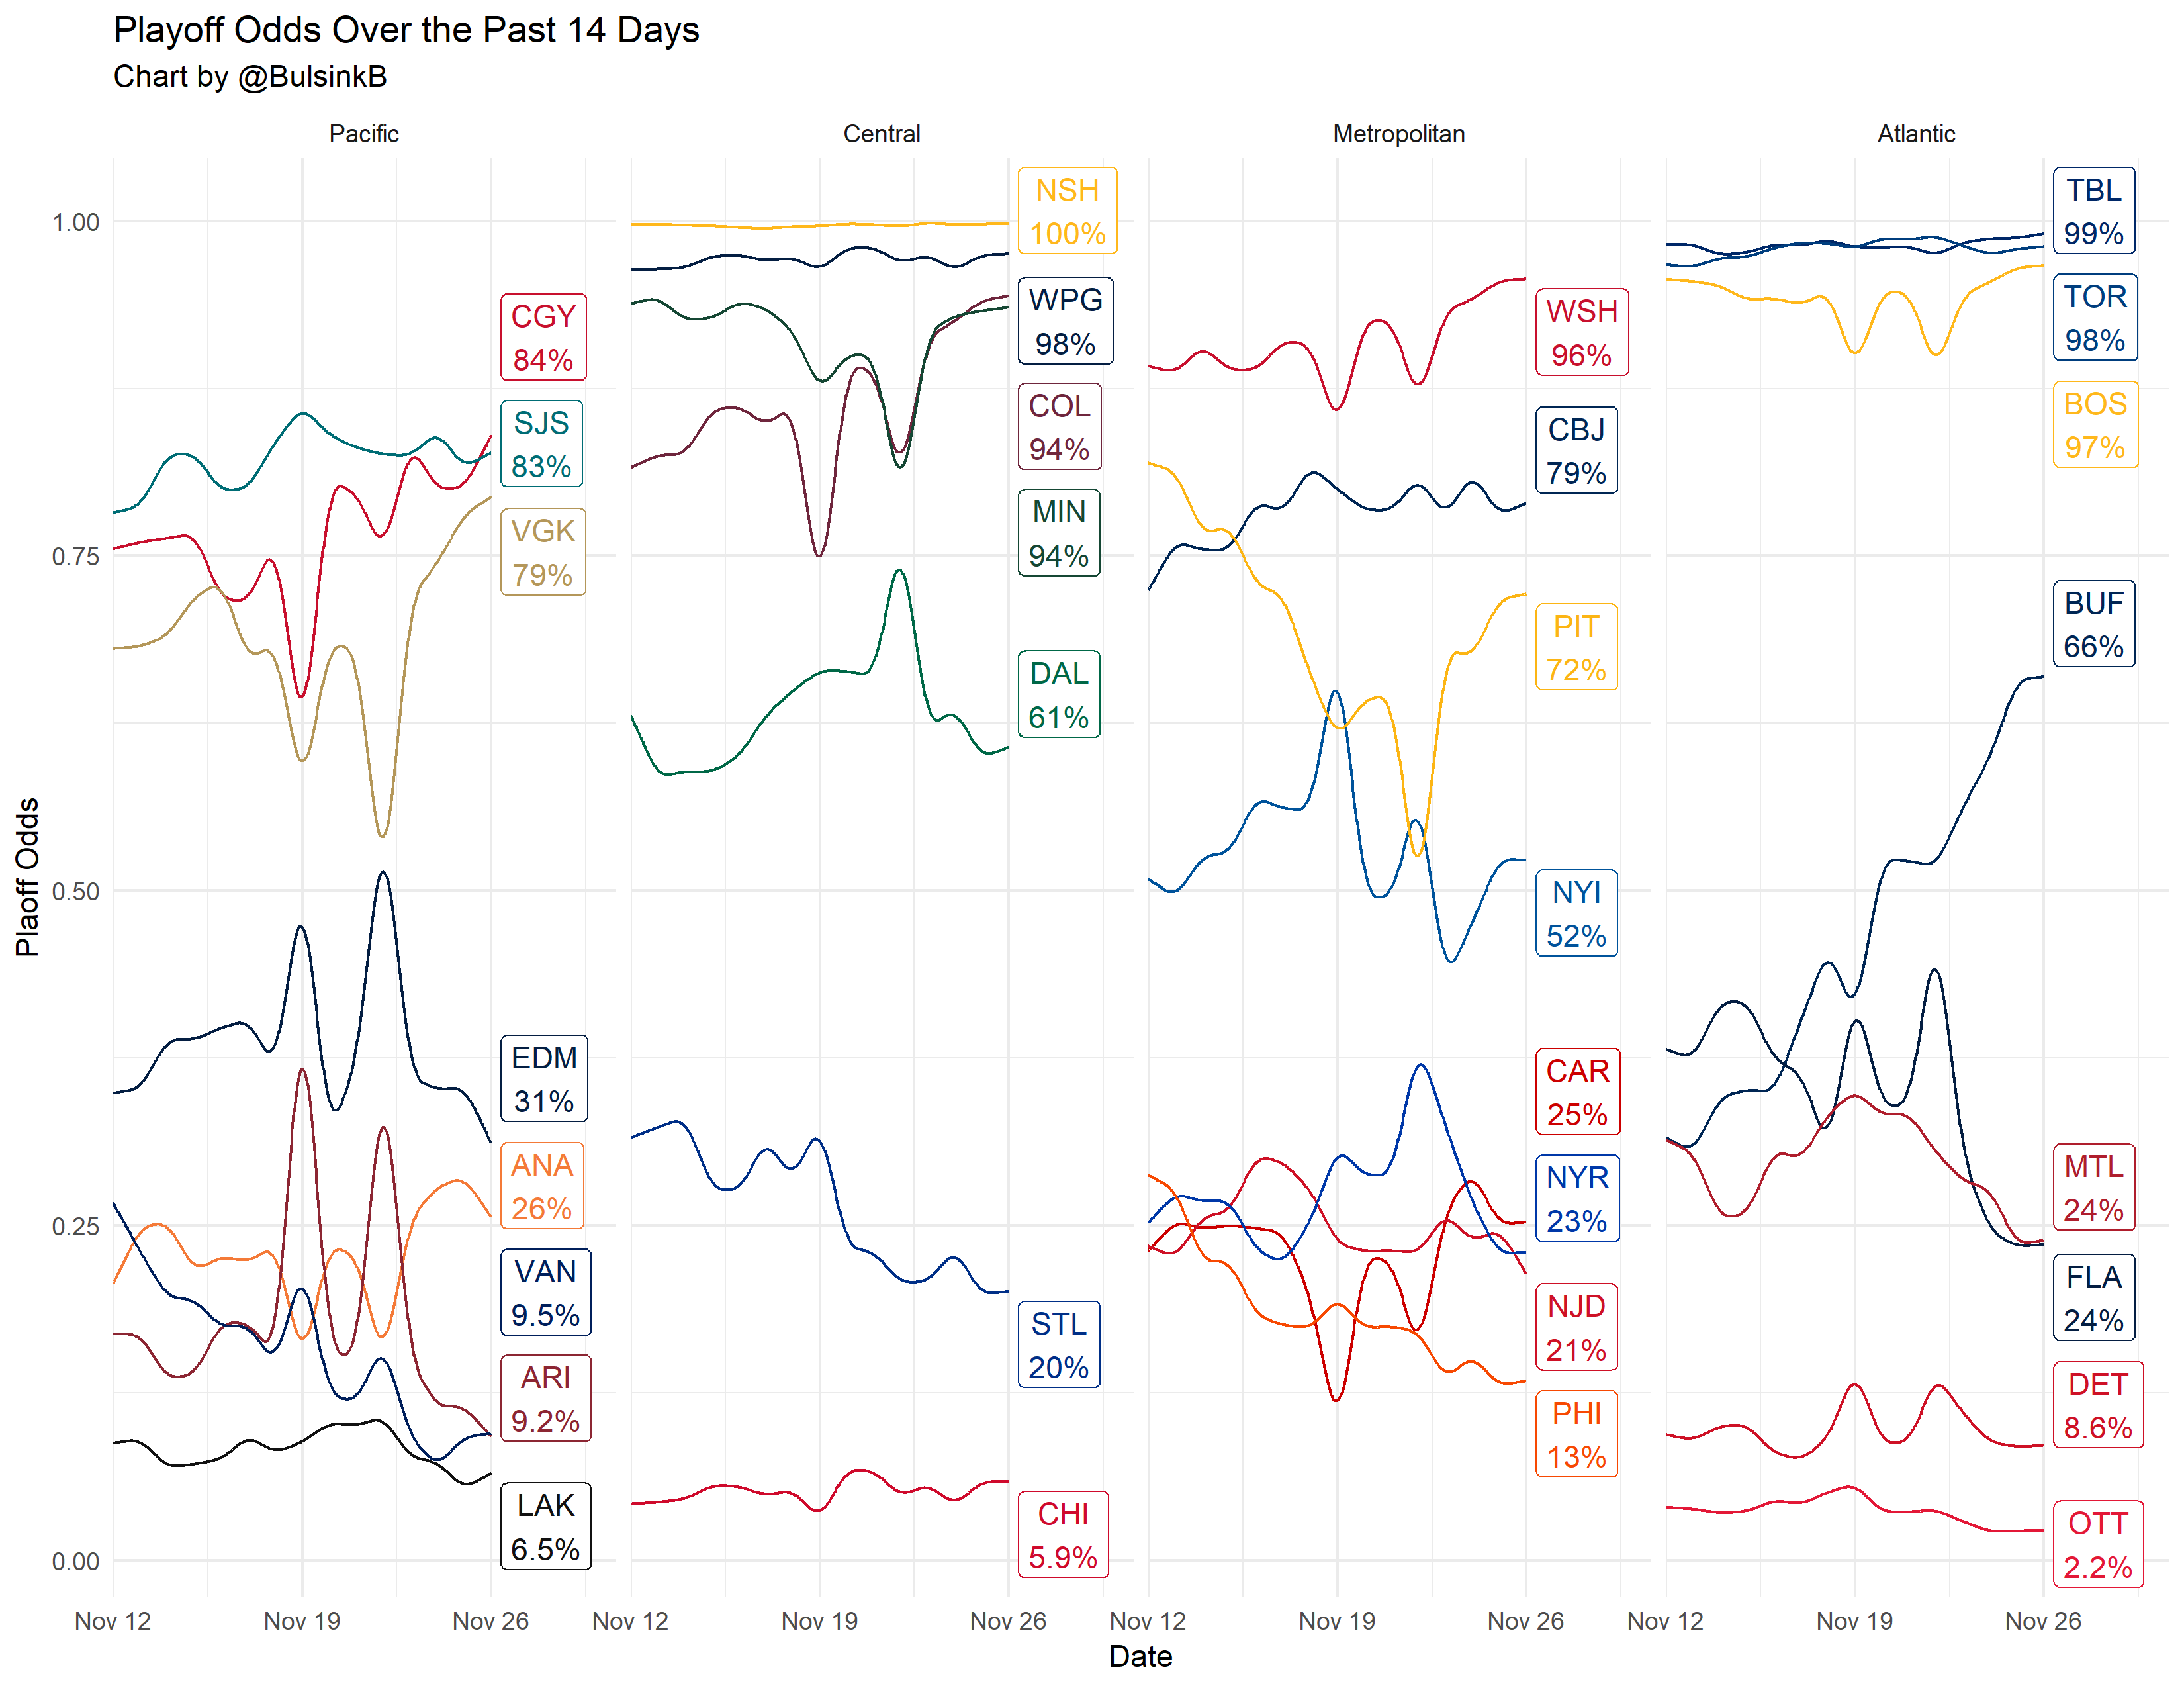 Playoff Odds Over the Past 14 Days
Chart by @BulsinkB
Pacific
Central
Metropolitan
Atlantic
Plaoff Odds
1.00
0.75
0.50
0.25
0.00
CGY
84%
SJS
83%
VGK
79%
EDM
31%
ANA
26%
VAN
9.5%
ARI
9.2%
LAK
6.5%
NSH
100%
WPG
98%
COL
94%
MIN
94%
DAL
61%
STL
20%
CHI
5.9%
WSH
96%
CBJ
79%
PIT
72%
NYI
52%
CAR
25%
NYR
23%
NJD
21%
PHI
13%
TBL
99%
TOR
98%
BOS
97%
BUF
66%
MTL
24%
FLA
24%
DET
8.6%
OTT
2.2%
Nov 12
Nov 19
Nov 26
Nov 12
Nov 19
Nov 26
Nov 12
Nov 19
Nov 26
Nov 12
Nov 19
Nov 26
Date